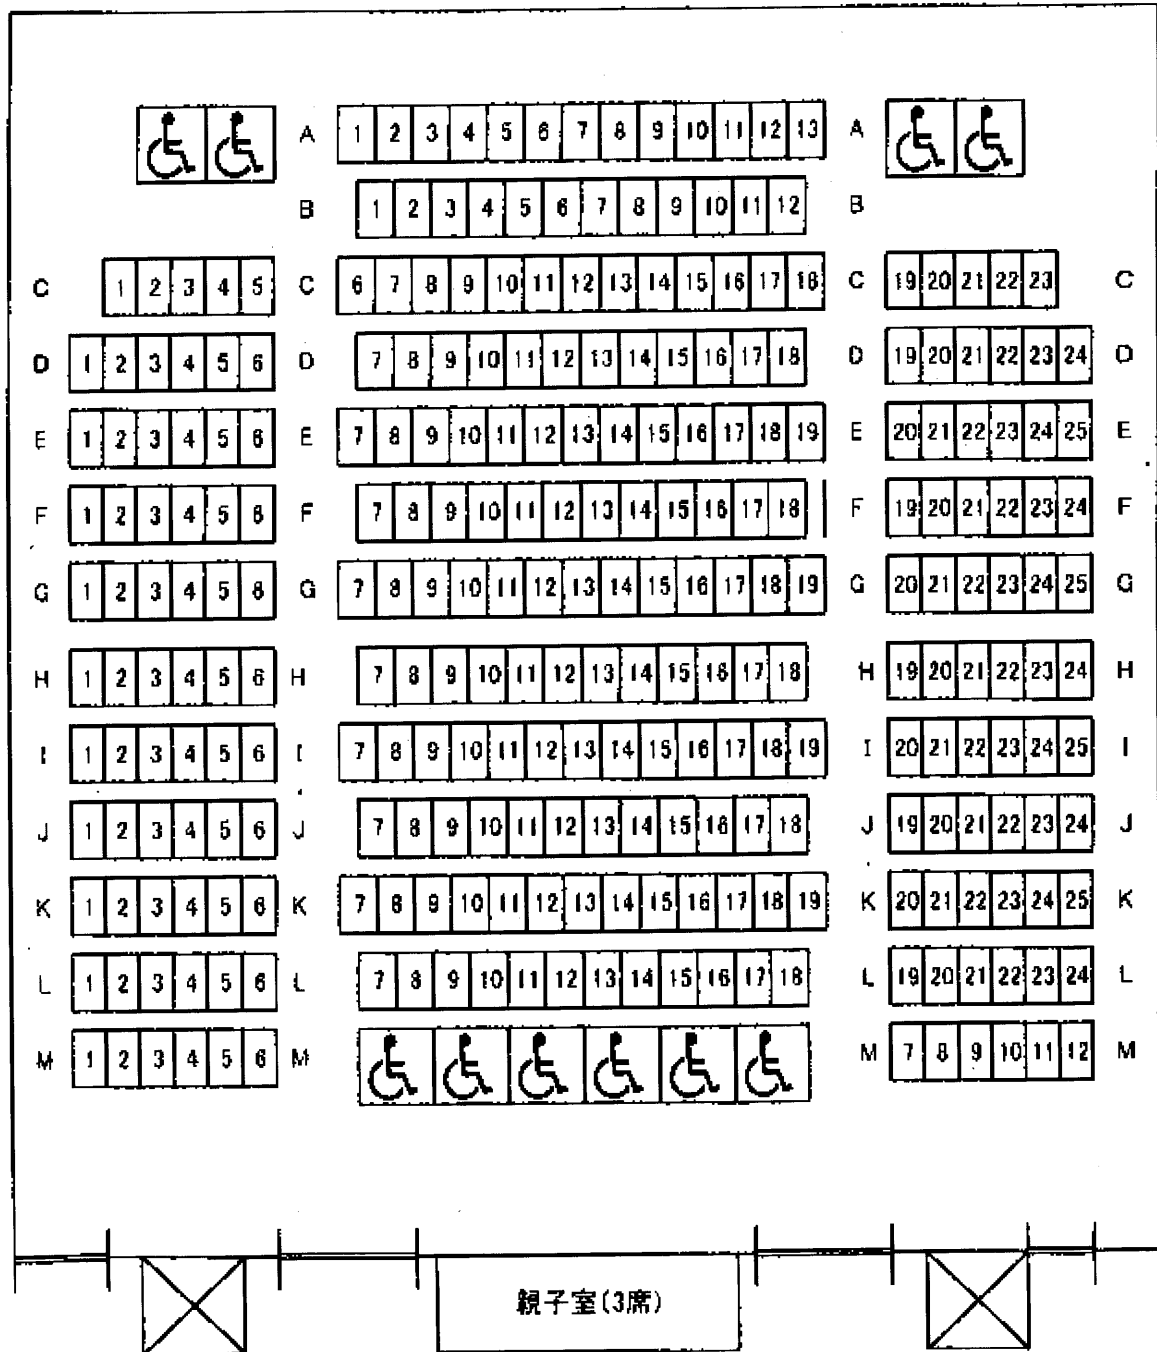 A 1 2 3 4 5 6 7 8 9 10 11 12 13 A
B 1 2 3 4 5 6 7 8 9 10 11 12 B
C 1 2 3 4 5 C 6 7 8 9 10 11 12 13 14 15 16 17 18 C 19 20 21 22 23 C
D 1 2 3 4 5 6 D 7 8 9 10 11 12 13 14 15 16 17 18 D 19 20 21 22 23 24 D
E 1 2 3 4 5 6 E 7 8 9 10 11 12 13 14 15 16 17 18 19 E 20 21 22 23 24 25 E
F 1 2 3 4 5 6 F 7 8 9 10 11 12 13 14 15 16 17 18 F 19 20 21 22 23 24 F
G 1 2 3 4 5 6 G 7 8 9 10 11 12 13 14 15 16 17 18 19 G 20 21 22 23 24 25 G
H 1 2 3 4 5 6 H 7 8 9 10 11 12 13 14 15 16 17 18 H 19 20 21 22 23 24 H
I 1 2 3 4 5 6 I 7 8 9 10 11 12 13 14 15 16 17 18 19 I 20 21 22 23 24 25 I
J 1 2 3 4 5 6 J 7 8 9 10 11 12 13 14 15 16 17 18 J 19 20 21 22 23 24 J
K 1 2 3 4 5 6 K 7 8 9 10 11 12 13 14 15 16 17 18 19 K 20 21 22 23 24 25 K
L 1 2 3 4 5 6 L 7 8 9 10 11 12 13 14 15 16 17 18 L 19 20 21 22 23 24 L
M 1 2 3 4 5 6 M M 7 8 9 10 11 12 M
親子室(3席)